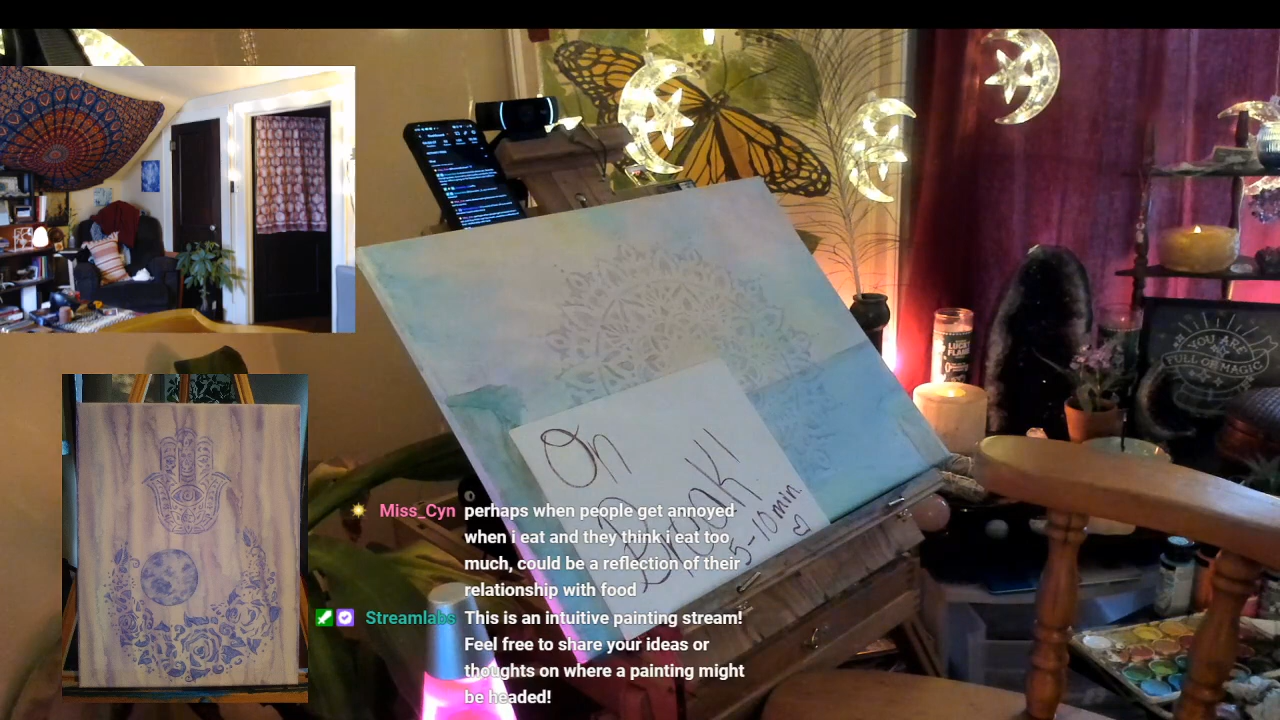 LUCKY
YOU ARE
FULL OF MAGIC
On
Break!
5-10 min
Miss_Cyn perhaps when people get annoyed
when i eat and they think i eat too
much, could be a reflection of their
relationship with food
Streamlabs This is an intuitive painting stream!
Feel free to share your ideas or
thoughts on where a painting might
be headed!